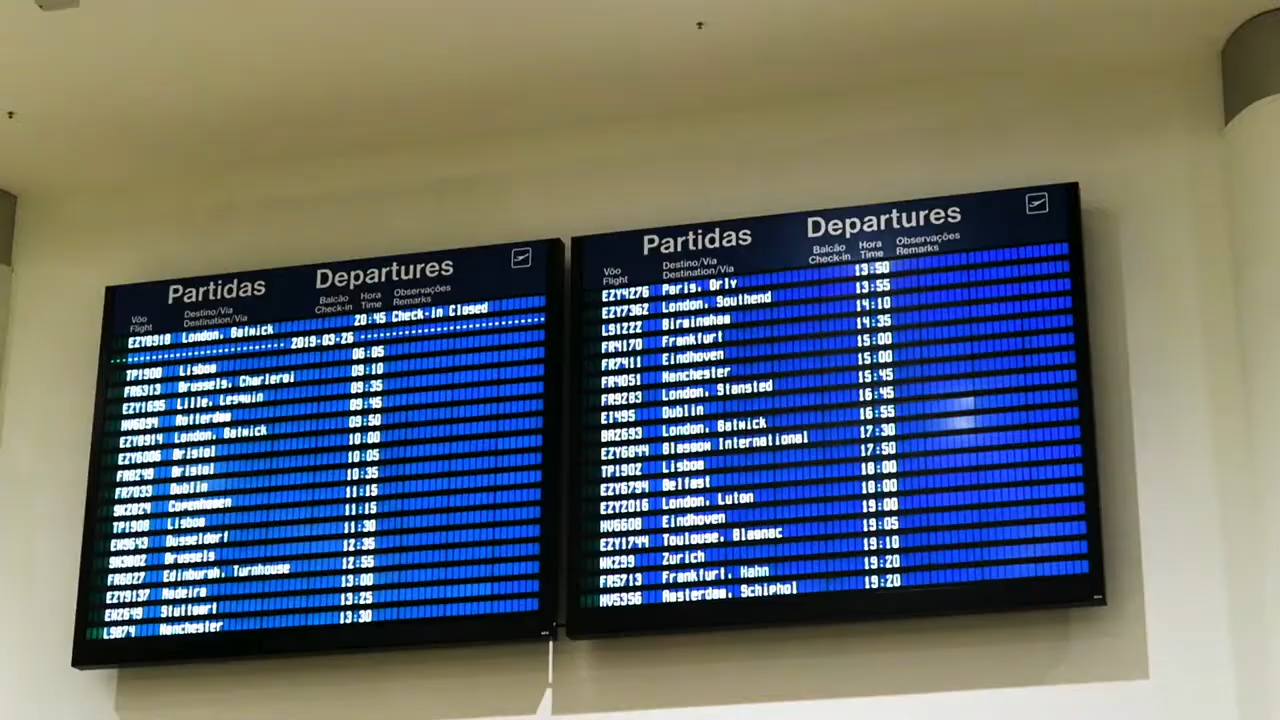 Partidas Departures
Vôo Destino/Via Balcão Hora Observações
Flight Destination/Via Check-in Time Remarks
EZY8910 London, Gatwick 20:45 Check-in Closed
2019-03-26
TP1900 Lisboa 06:05
FR6313 Brussels, Charleroi 09:10
EZY1695 Lille, Lesquin 09:35
HV6094 Rotterdam 09:45
EZY8914 London, Gatwick 09:50
EZY6006 Bristol 10:00
FR8249 Bristol 10:05
FR7033 Dublin 10:35
SK2824 Copenhagen 11:15
TP1908 Lisboa 11:15
EW9643 Dusseldorf 11:30
SN3802 Brussels 12:35
FR6827 Edinburgh, Turnhouse 12:55
EZY9137 Madeira 13:00
EW2649 Stuttgart 13:25
LS874 Manchester 13:30
Partidas Departures
Vôo Destino/Via Balcão Hora Observações
Flight Destination/Via Check-in Time Remarks
EZY4276 Paris, Orly 13:50
EZY7362 London, Southend 13:55
LS1222 Birmingham 14:10
FR4170 Frankfurt 14:35
FR7411 Eindhoven 15:00
FR4051 Manchester 15:00
FR9283 London, Stansted 15:45
EI495 Dublin 16:45
BA2693 London, Gatwick 16:55
EZY6844 Glasgow International 17:30
TP1902 Lisboa 17:50
EZY6794 Belfast 18:00
EZY2016 London, Luton 18:00
HV6608 Eindhoven 19:00
EZY1744 Toulouse, Blagnac 19:05
WK299 Zurich 19:10
FR5713 Frankfurt, Hahn 19:20
HV5356 Amsterdam, Schiphol 19:20